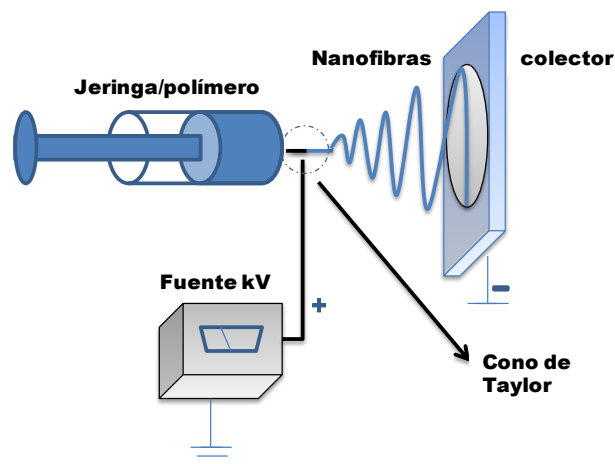 Nanofibras
colector
Jeringa/polímero
Fuente kV
+
-
Cono de
Taylor